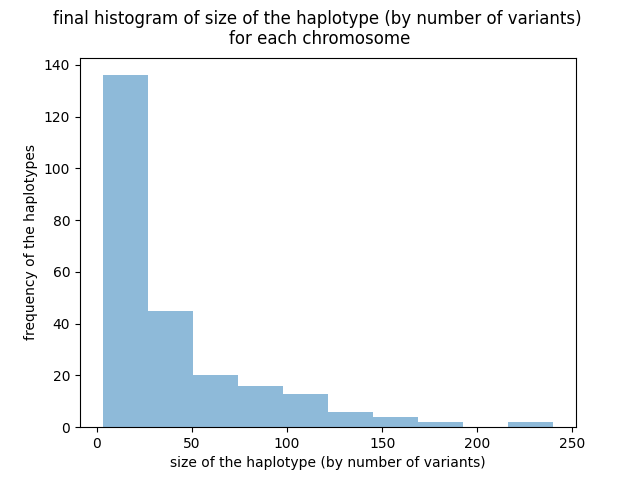 final histogram of size of the haplotype (by number of variants)
for each chromosome
140
120
100
80
60
40
20
0
frequency of the haplotypes
0 50 100 150 200 250
size of the haplotype (by number of variants)